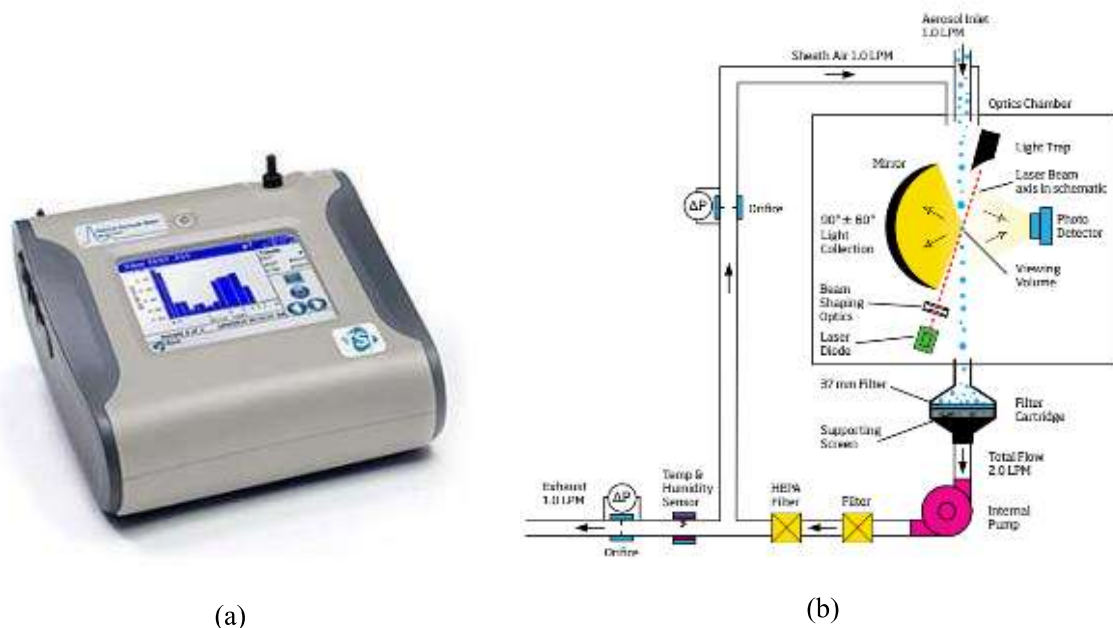 Aerosol Inlet
1.0 LPM
Sheath Air 1.0 LPM
Optics Chamber
Light Trap
Mirror
Laser Beam
axis in schematic
ΔP
Orifice
90° ± 60°
Light
Collection
Photo
Detector
Viewing
Volume
Beam
Shaping
Optics
Laser
Diode
37 mm Filter
Filter
Cartridge
Supporting
Screen
Total Flow
2.0 LPM
Exhaust
1.0 LPM
ΔP
Temp &
Humidity
Sensor
HEPA
Filter
Filter
Internal
Pump
Orifice
(a)
(b)